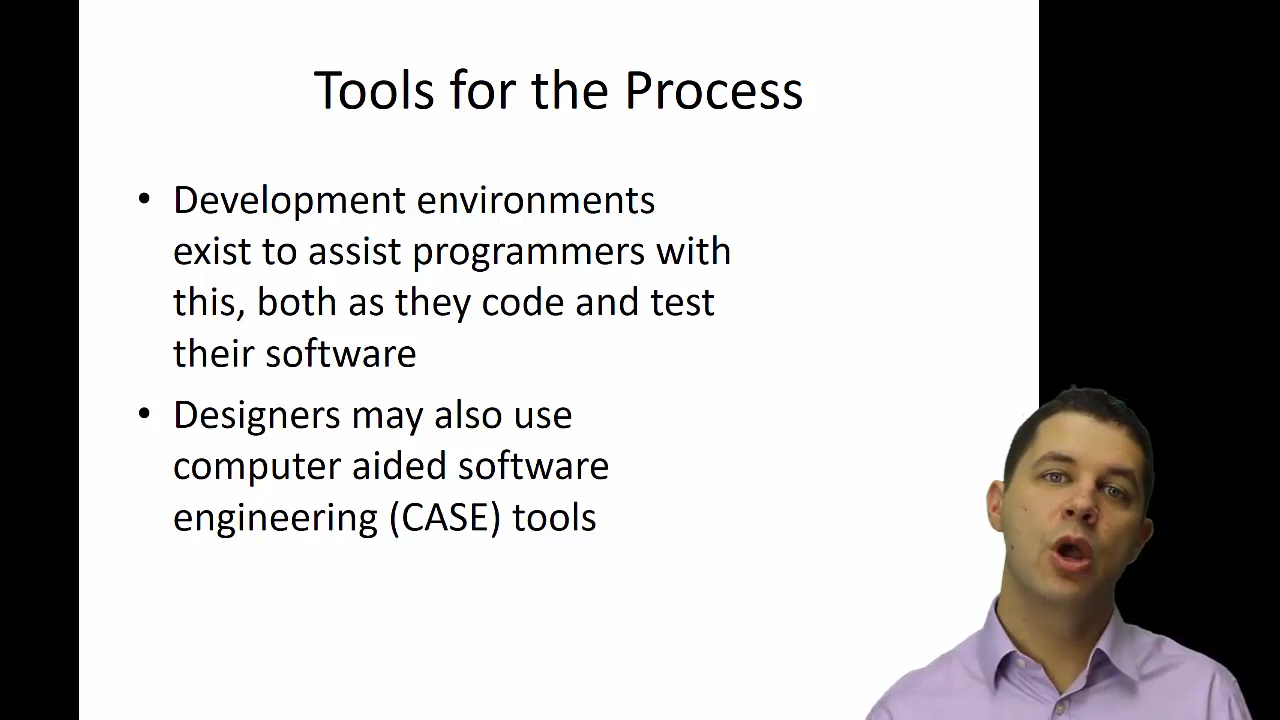 Tools for the Process
• Development environments
exist to assist programmers with
this, both as they code and test
their software
• Designers may also use
computer aided software
engineering (CASE) tools